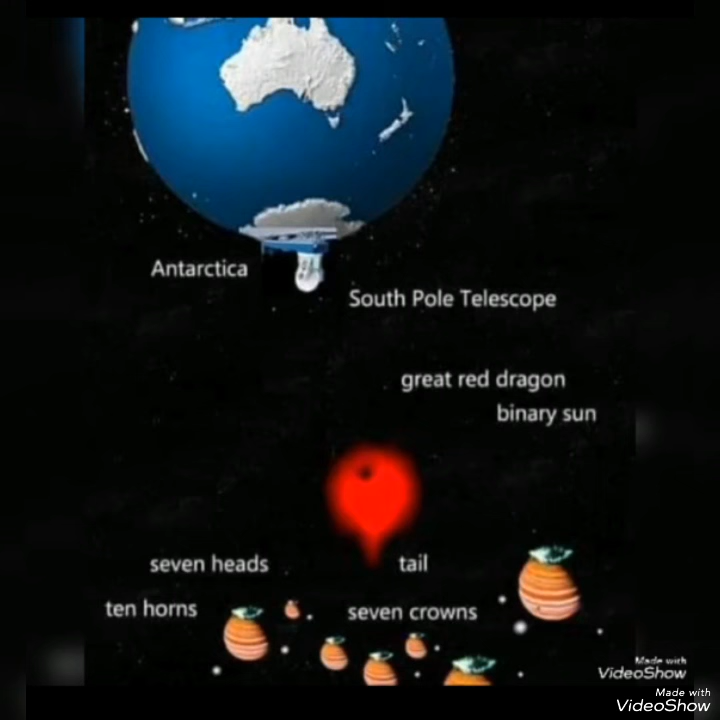 Antarctica
South Pole Telescope
great red dragon
binary sun
seven heads
tail
ten horns
seven crowns
Made with
VideoShow
Made with
VideoShow